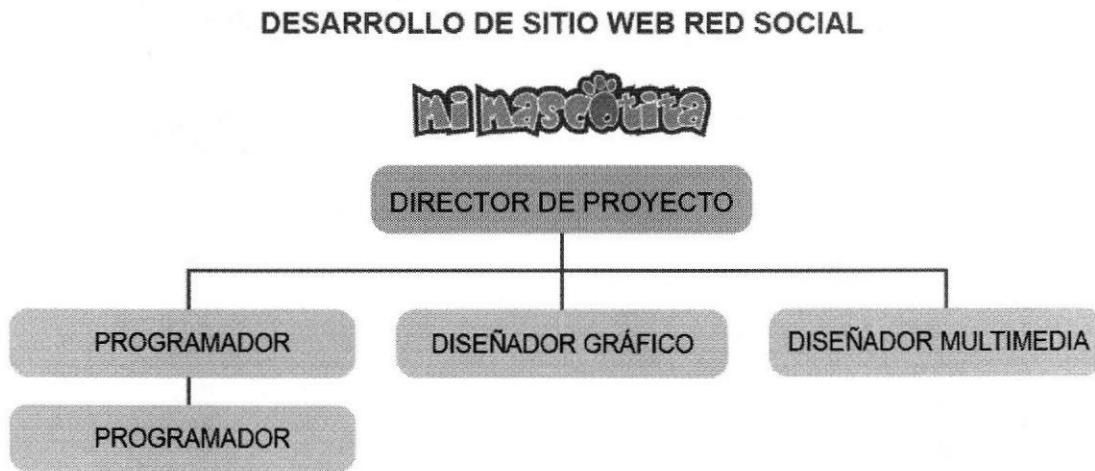 DESARROLLO DE SITIO WEB RED SOCIAL
mi mascotita
DIRECTOR DE PROYECTO
PROGRAMADOR
DISEÑADOR GRÁFICO
DISEÑADOR MULTIMEDIA
PROGRAMADOR